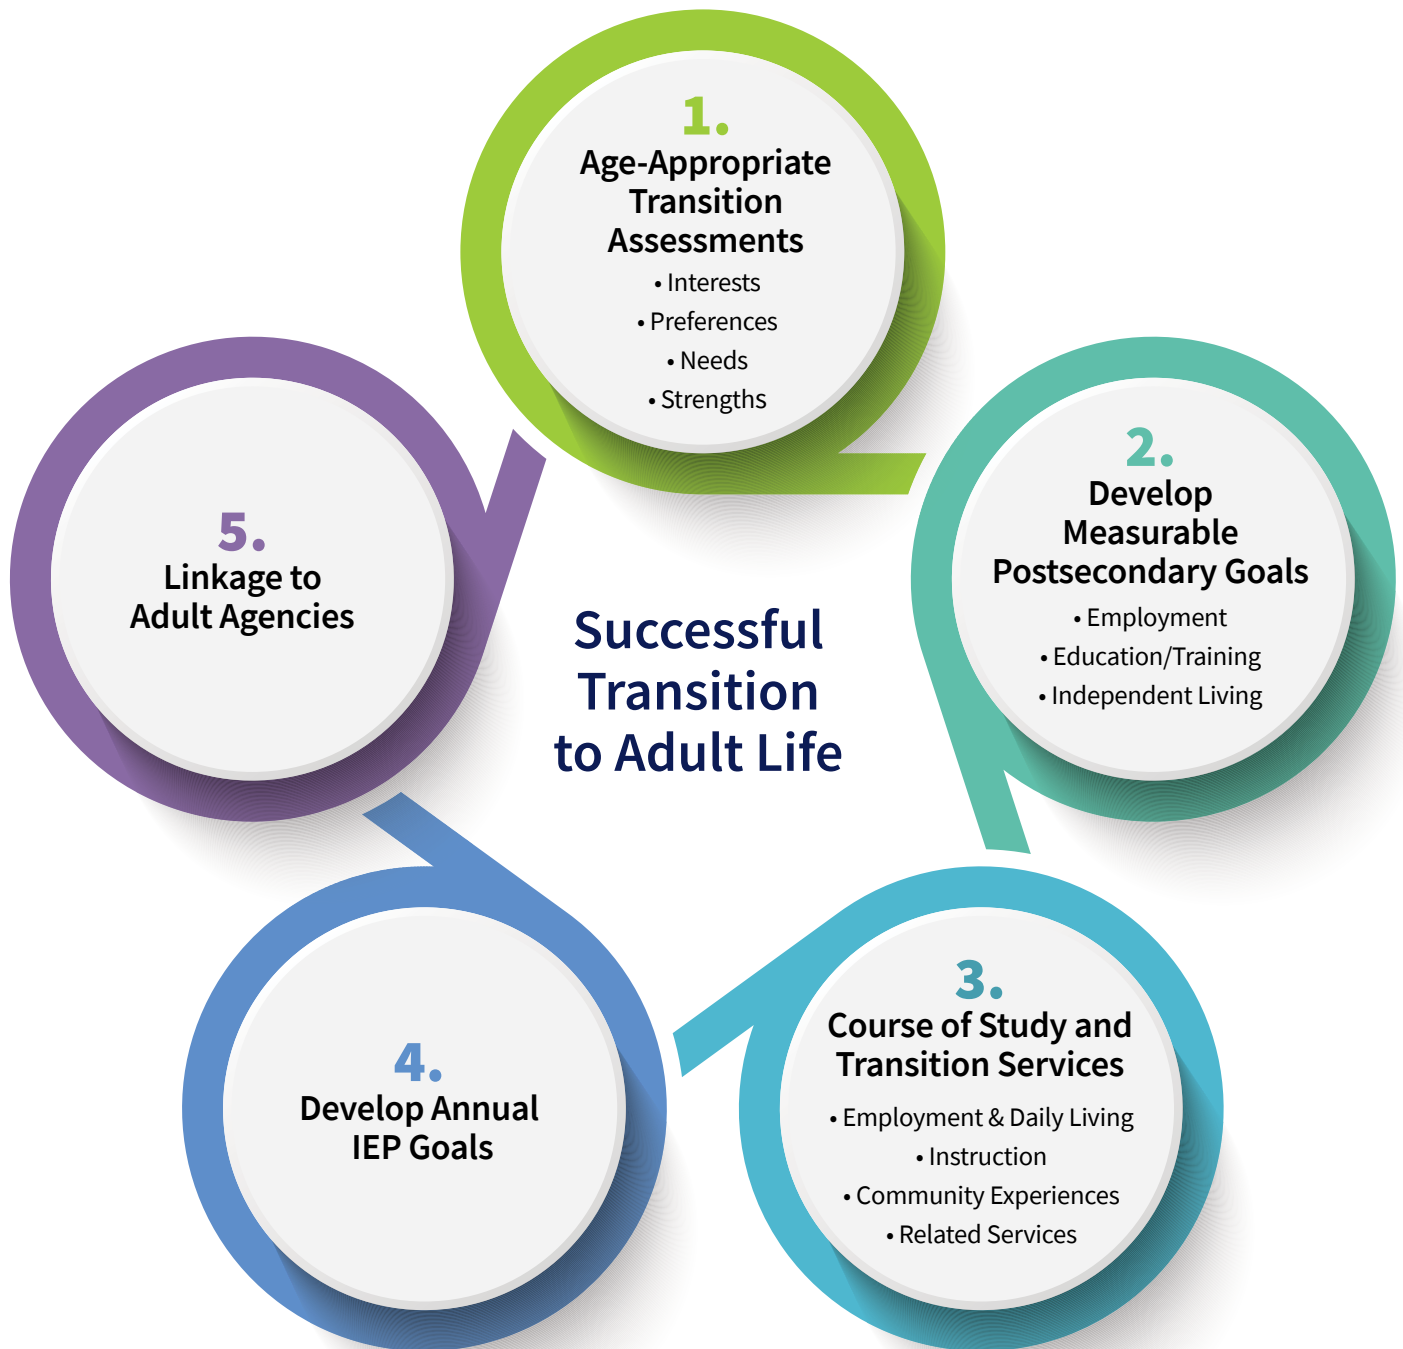 1.
Age-Appropriate
Transition
Assessments
• Interests
• Preferences
• Needs
• Strengths
2.
Develop
Measurable
Postsecondary Goals
• Employment
• Education/Training
• Independent Living
3.
Course of Study and
Transition Services
• Employment & Daily Living
• Instruction
• Community Experiences
• Related Services
4.
Develop Annual
IEP Goals
5.
Linkage to
Adult Agencies
Successful
Transition
to Adult Life